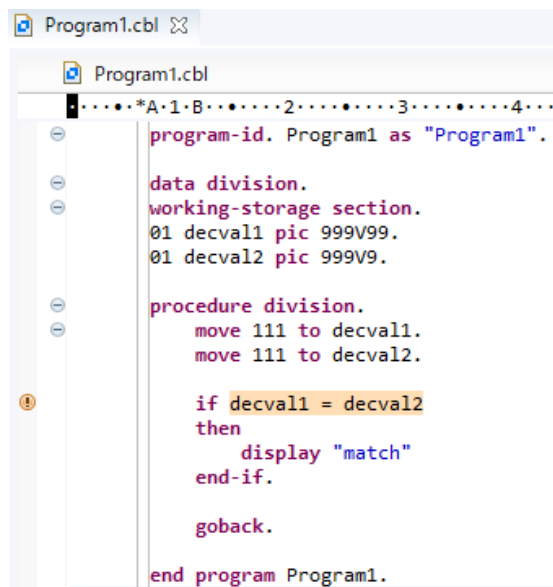 Program1.cbl
Program1.cbl
····•·*A·1·B··•····2····•····3····•····4···
program-id. Program1 as "Program1".
data division.
working-storage section.
01 decval1 pic 999V99.
01 decval2 pic 999V9.
procedure division.
move 111 to decval1.
move 111 to decval2.
if decval1 = decval2
then
display "match"
end-if.
goback.
end program Program1.